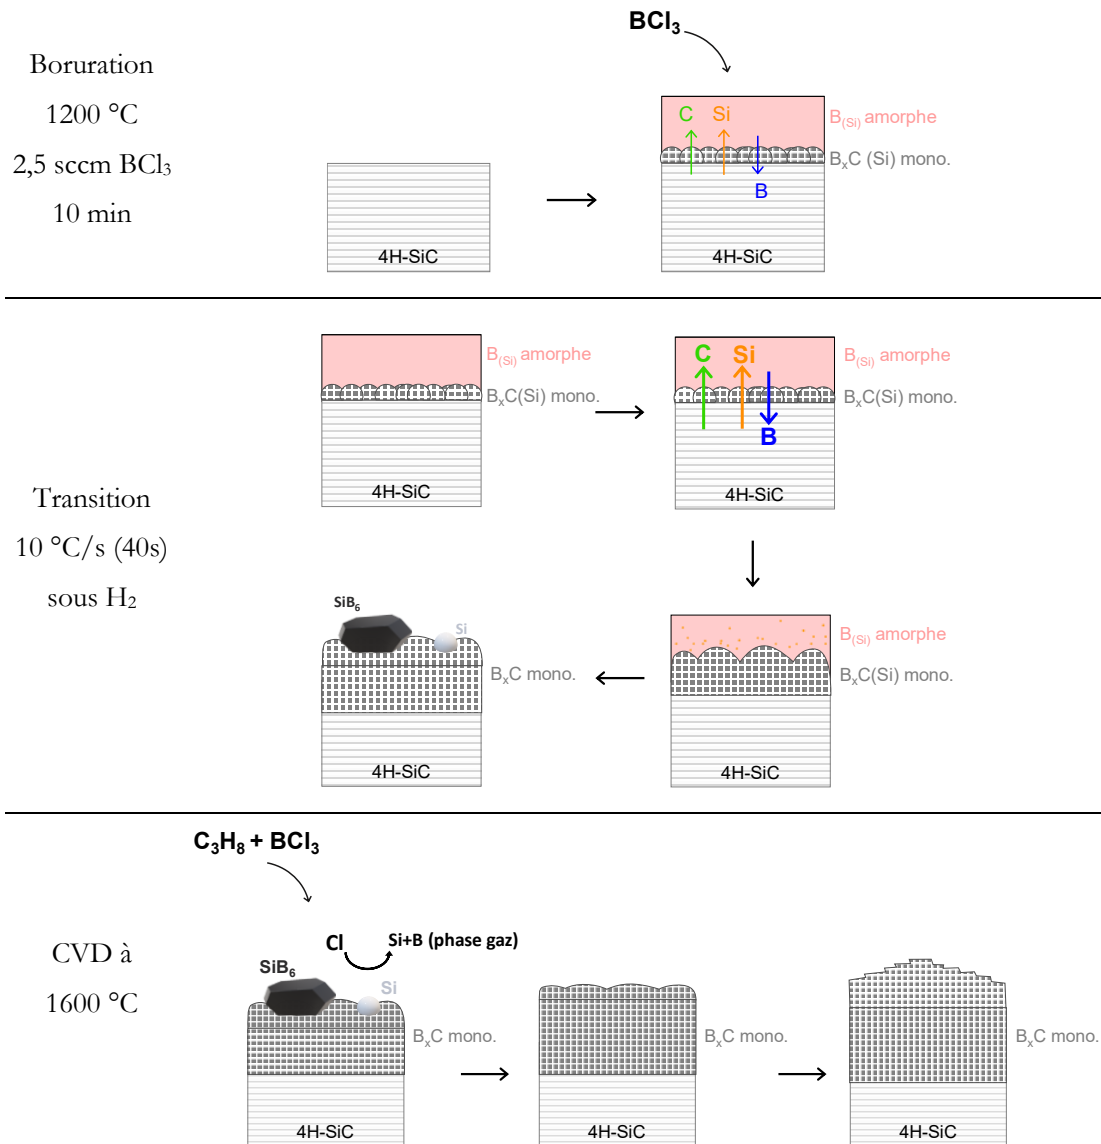 BCl₃
Boruration
1200 °C
2,5 sccm BCl₃
10 min
C Si
B₍Si₎ amorphe
BₓC (Si) mono.
B
4H-SiC
4H-SiC
B₍Si₎ amorphe
BₓC(Si) mono.
C Si
B₍Si₎ amorphe
BₓC(Si) mono.
B
4H-SiC
4H-SiC
Transition
10 °C/s (40s)
sous H₂
SiB₆
Si
BₓC mono.
4H-SiC
B₍Si₎ amorphe
BₓC(Si) mono.
4H-SiC
C₃H₈ + BCl₃
CVD à
1600 °C
Cl Si+B (phase gaz)
SiB₆
Si
BₓC mono.
BₓC mono.
BₓC mono.
4H-SiC
4H-SiC
4H-SiC